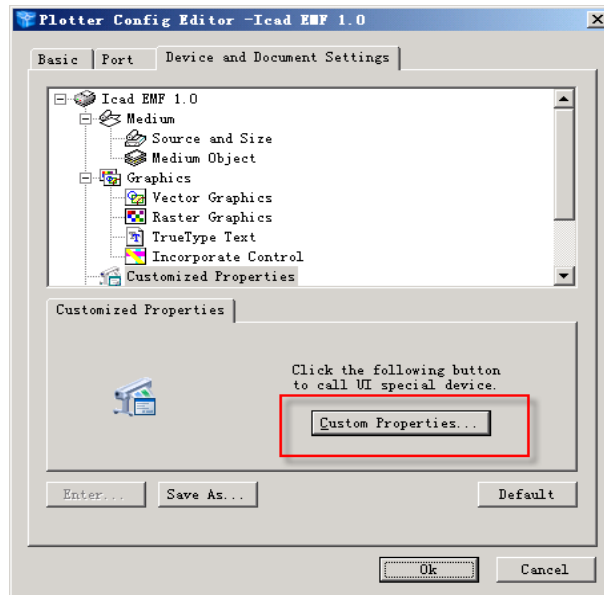 Plotter Config Editor -Icad EMF 1.0
Basic Port Device and Document Settings
Icad EMF 1.0
Medium
Source and Size
Medium Object
Graphics
Vector Graphics
Raster Graphics
TrueType Text
Incorporate Control
Customized Properties
Customized Properties
Click the following button
to call UI special device.
Custom Properties...
Enter... Save As... Default
Ok Cancel